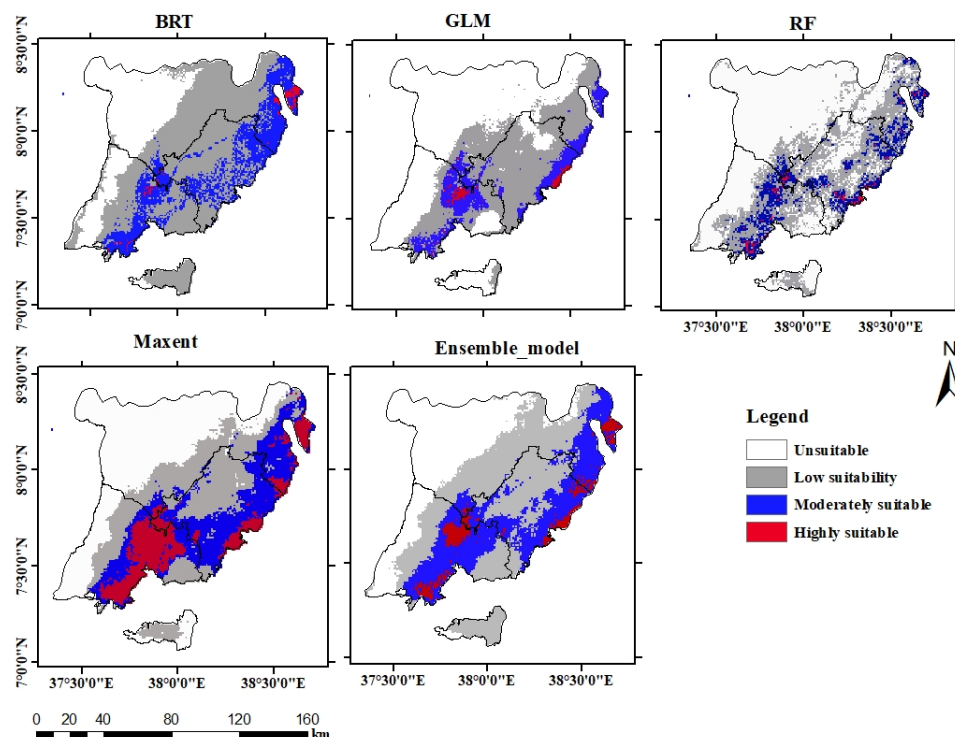 BRT
GLM
RF
8°30'0"N
8°0'0"N
7°30'0"N
7°0'0"N
37°30'0"E 38°0'0"E 38°30'0"E
Maxent
Ensemble_model
N
8°30'0"N
8°0'0"N
7°30'0"N
7°0'0"N
Legend
Unsuitable
Low suitability
Moderately suitable
Highly suitable
37°30'0"E 38°0'0"E 38°30'0"E
37°30'0"E 38°0'0"E 38°30'0"E
0 10 20 40 80 120 160
km